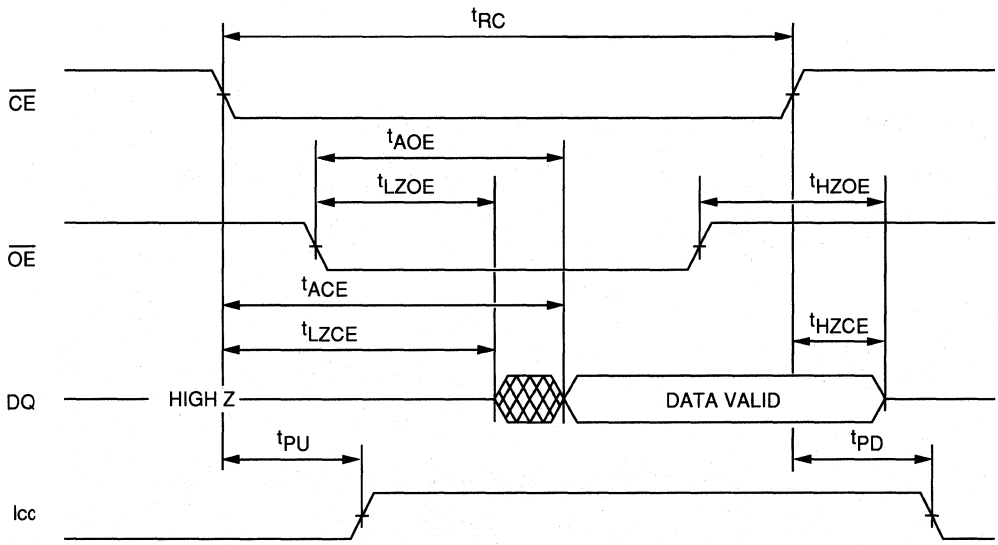 tRC
CE
tAOE
tLZOE
tHZOE
OE
tACE
tHZCE
tLZCE
DQ
HIGH Z
DATA VALID
tPU
tPD
Icc